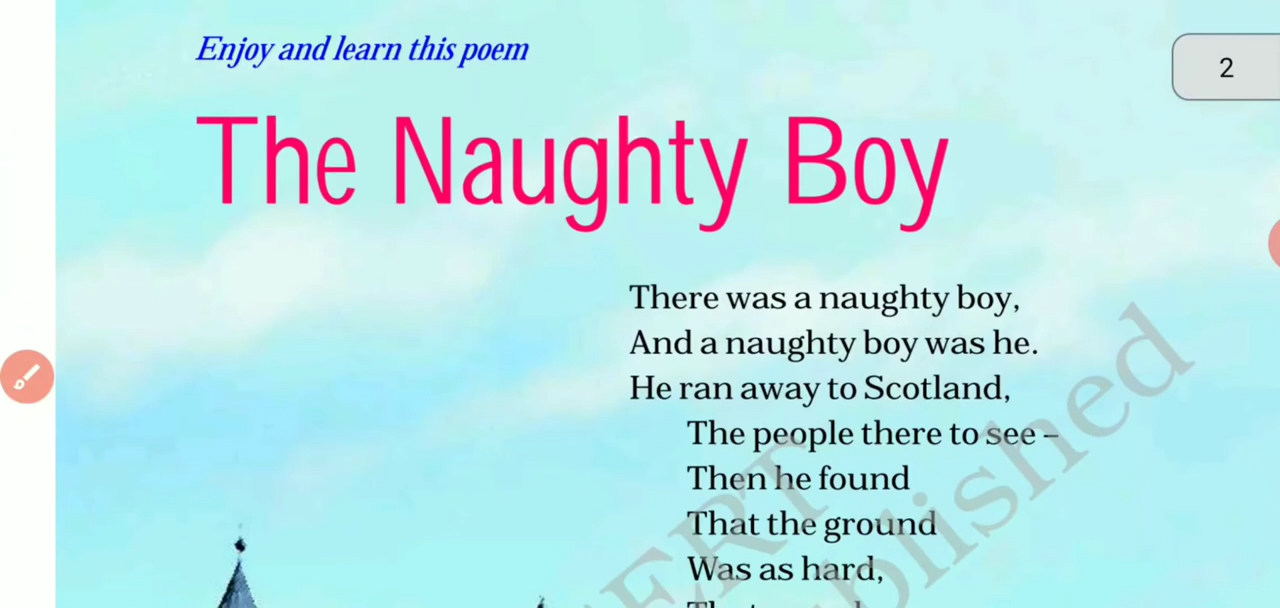 Enjoy and learn this poem
2
The Naughty Boy
There was a naughty boy,
And a naughty boy was he.
He ran away to Scotland,
The people there to see –
Then he found
That the ground
Was as hard,